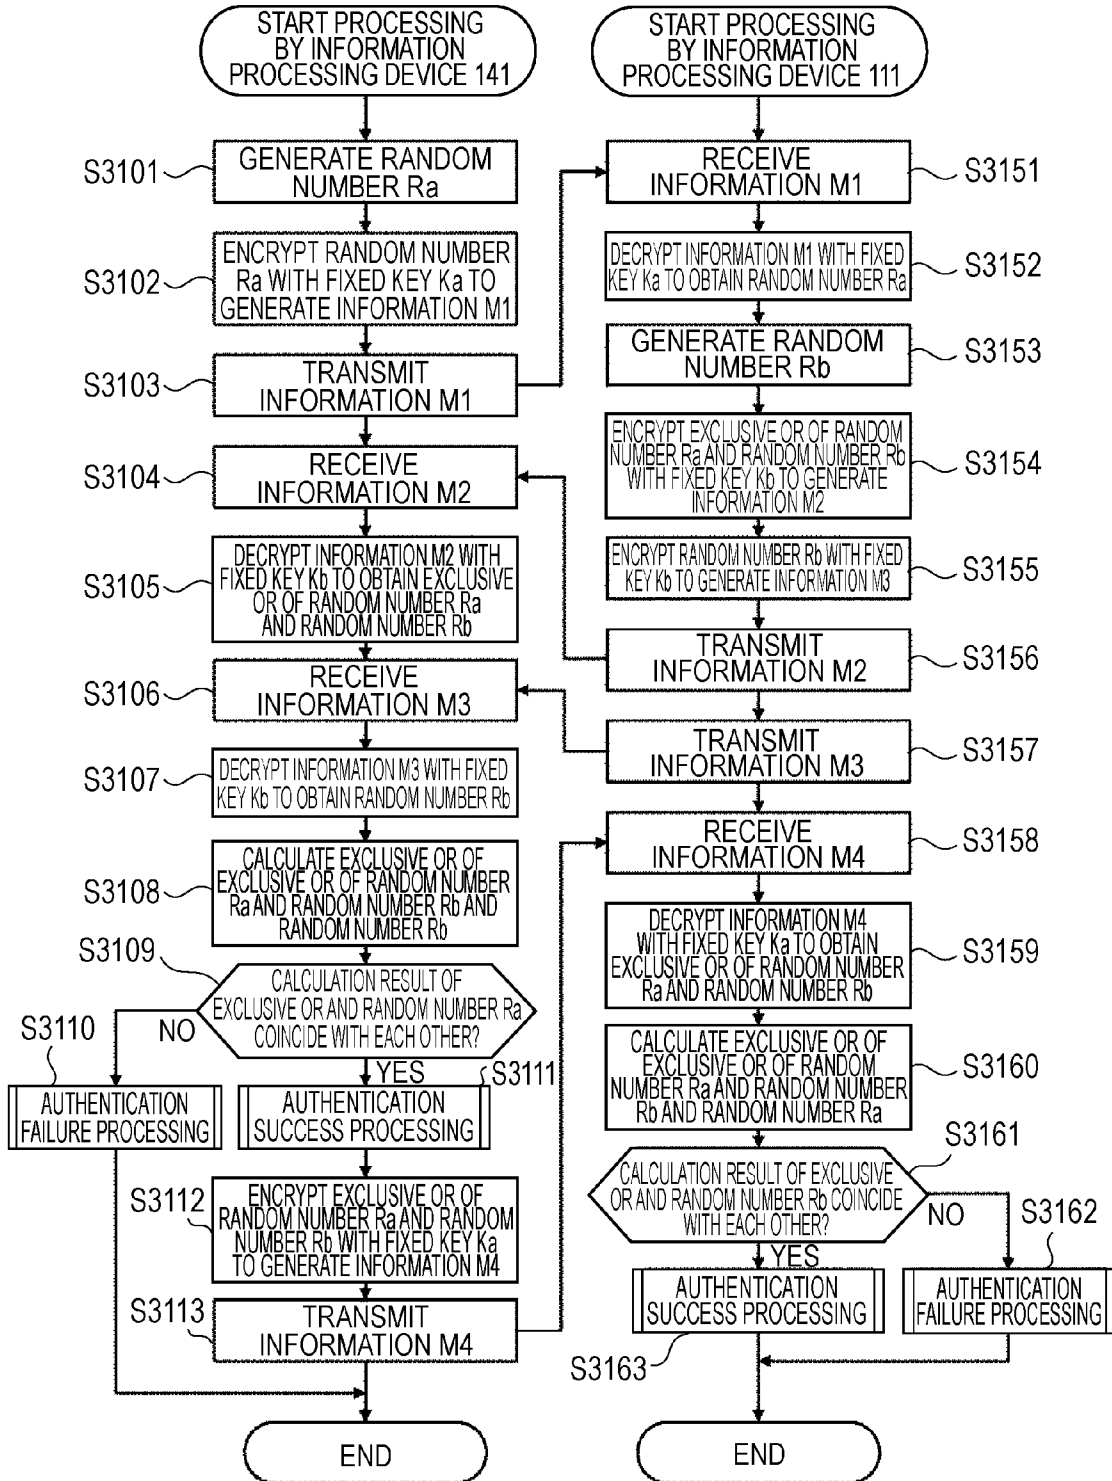 START PROCESSING
BY INFORMATION
PROCESSING DEVICE 141
S3101
GENERATE RANDOM
NUMBER Ra
S3102
ENCRYPT RANDOM NUMBER
Ra WITH FIXED KEY Ka TO
GENERATE INFORMATION M1
S3103
TRANSMIT
INFORMATION M1
S3104
RECEIVE
INFORMATION M2
S3105
DECRYPT INFORMATION M2 WITH
FIXED KEY Kb TO OBTAIN EXCLUSIVE
OR OF RANDOM NUMBER Ra
AND RANDOM NUMBER Rb
S3106
RECEIVE
INFORMATION M3
S3107
DECRYPT INFORMATION M3 WITH FIXED
KEY Kb TO OBTAIN RANDOM NUMBER Rb
S3108
CALCULATE EXCLUSIVE OR OF
EXCLUSIVE OR OF RANDOM NUMBER
Ra AND RANDOM NUMBER Rb AND
RANDOM NUMBER Rb
S3109
CALCULATION RESULT OF
EXCLUSIVE OR AND RANDOM NUMBER Ra
COINCIDE WITH EACH OTHER?
NO
YES
S3110
AUTHENTICATION
FAILURE PROCESSING
S3111
AUTHENTICATION
SUCCESS PROCESSING
S3112
ENCRYPT EXCLUSIVE OR OF
RANDOM NUMBER Ra AND RANDOM
NUMBER Rb WITH FIXED KEY Ka
TO GENERATE INFORMATION M4
S3113
TRANSMIT
INFORMATION M4
END
START PROCESSING
BY INFORMATION
PROCESSING DEVICE 111
RECEIVE
INFORMATION M1
S3151
DECRYPT INFORMATION M1 WITH FIXED
KEY Ka TO OBTAIN RANDOM NUMBER Ra
S3152
GENERATE RANDOM
NUMBER Rb
S3153
ENCRYPT EXCLUSIVE OR OF RANDOM
NUMBER Ra AND RANDOM NUMBER Rb
WITH FIXED KEY Kb TO GENERATE
INFORMATION M2
S3154
ENCRYPT RANDOM NUMBER Rb WITH FIXED
KEY Kb TO GENERATE INFORMATION M3
S3155
TRANSMIT
INFORMATION M2
S3156
TRANSMIT
INFORMATION M3
S3157
RECEIVE
INFORMATION M4
S3158
DECRYPT INFORMATION M4
WITH FIXED KEY Ka TO OBTAIN
EXCLUSIVE OR OF RANDOM NUMBER
Ra AND RANDOM NUMBER Rb
S3159
CALCULATE EXCLUSIVE OR OF
EXCLUSIVE OR OF RANDOM
NUMBER Ra AND RANDOM NUMBER
Rb AND RANDOM NUMBER Ra
S3160
S3161
CALCULATION RESULT OF EXCLUSIVE
OR AND RANDOM NUMBER Rb COINCIDE
WITH EACH OTHER?
NO
YES
S3162
AUTHENTICATION
SUCCESS PROCESSING
AUTHENTICATION
FAILURE PROCESSING
S3163
END